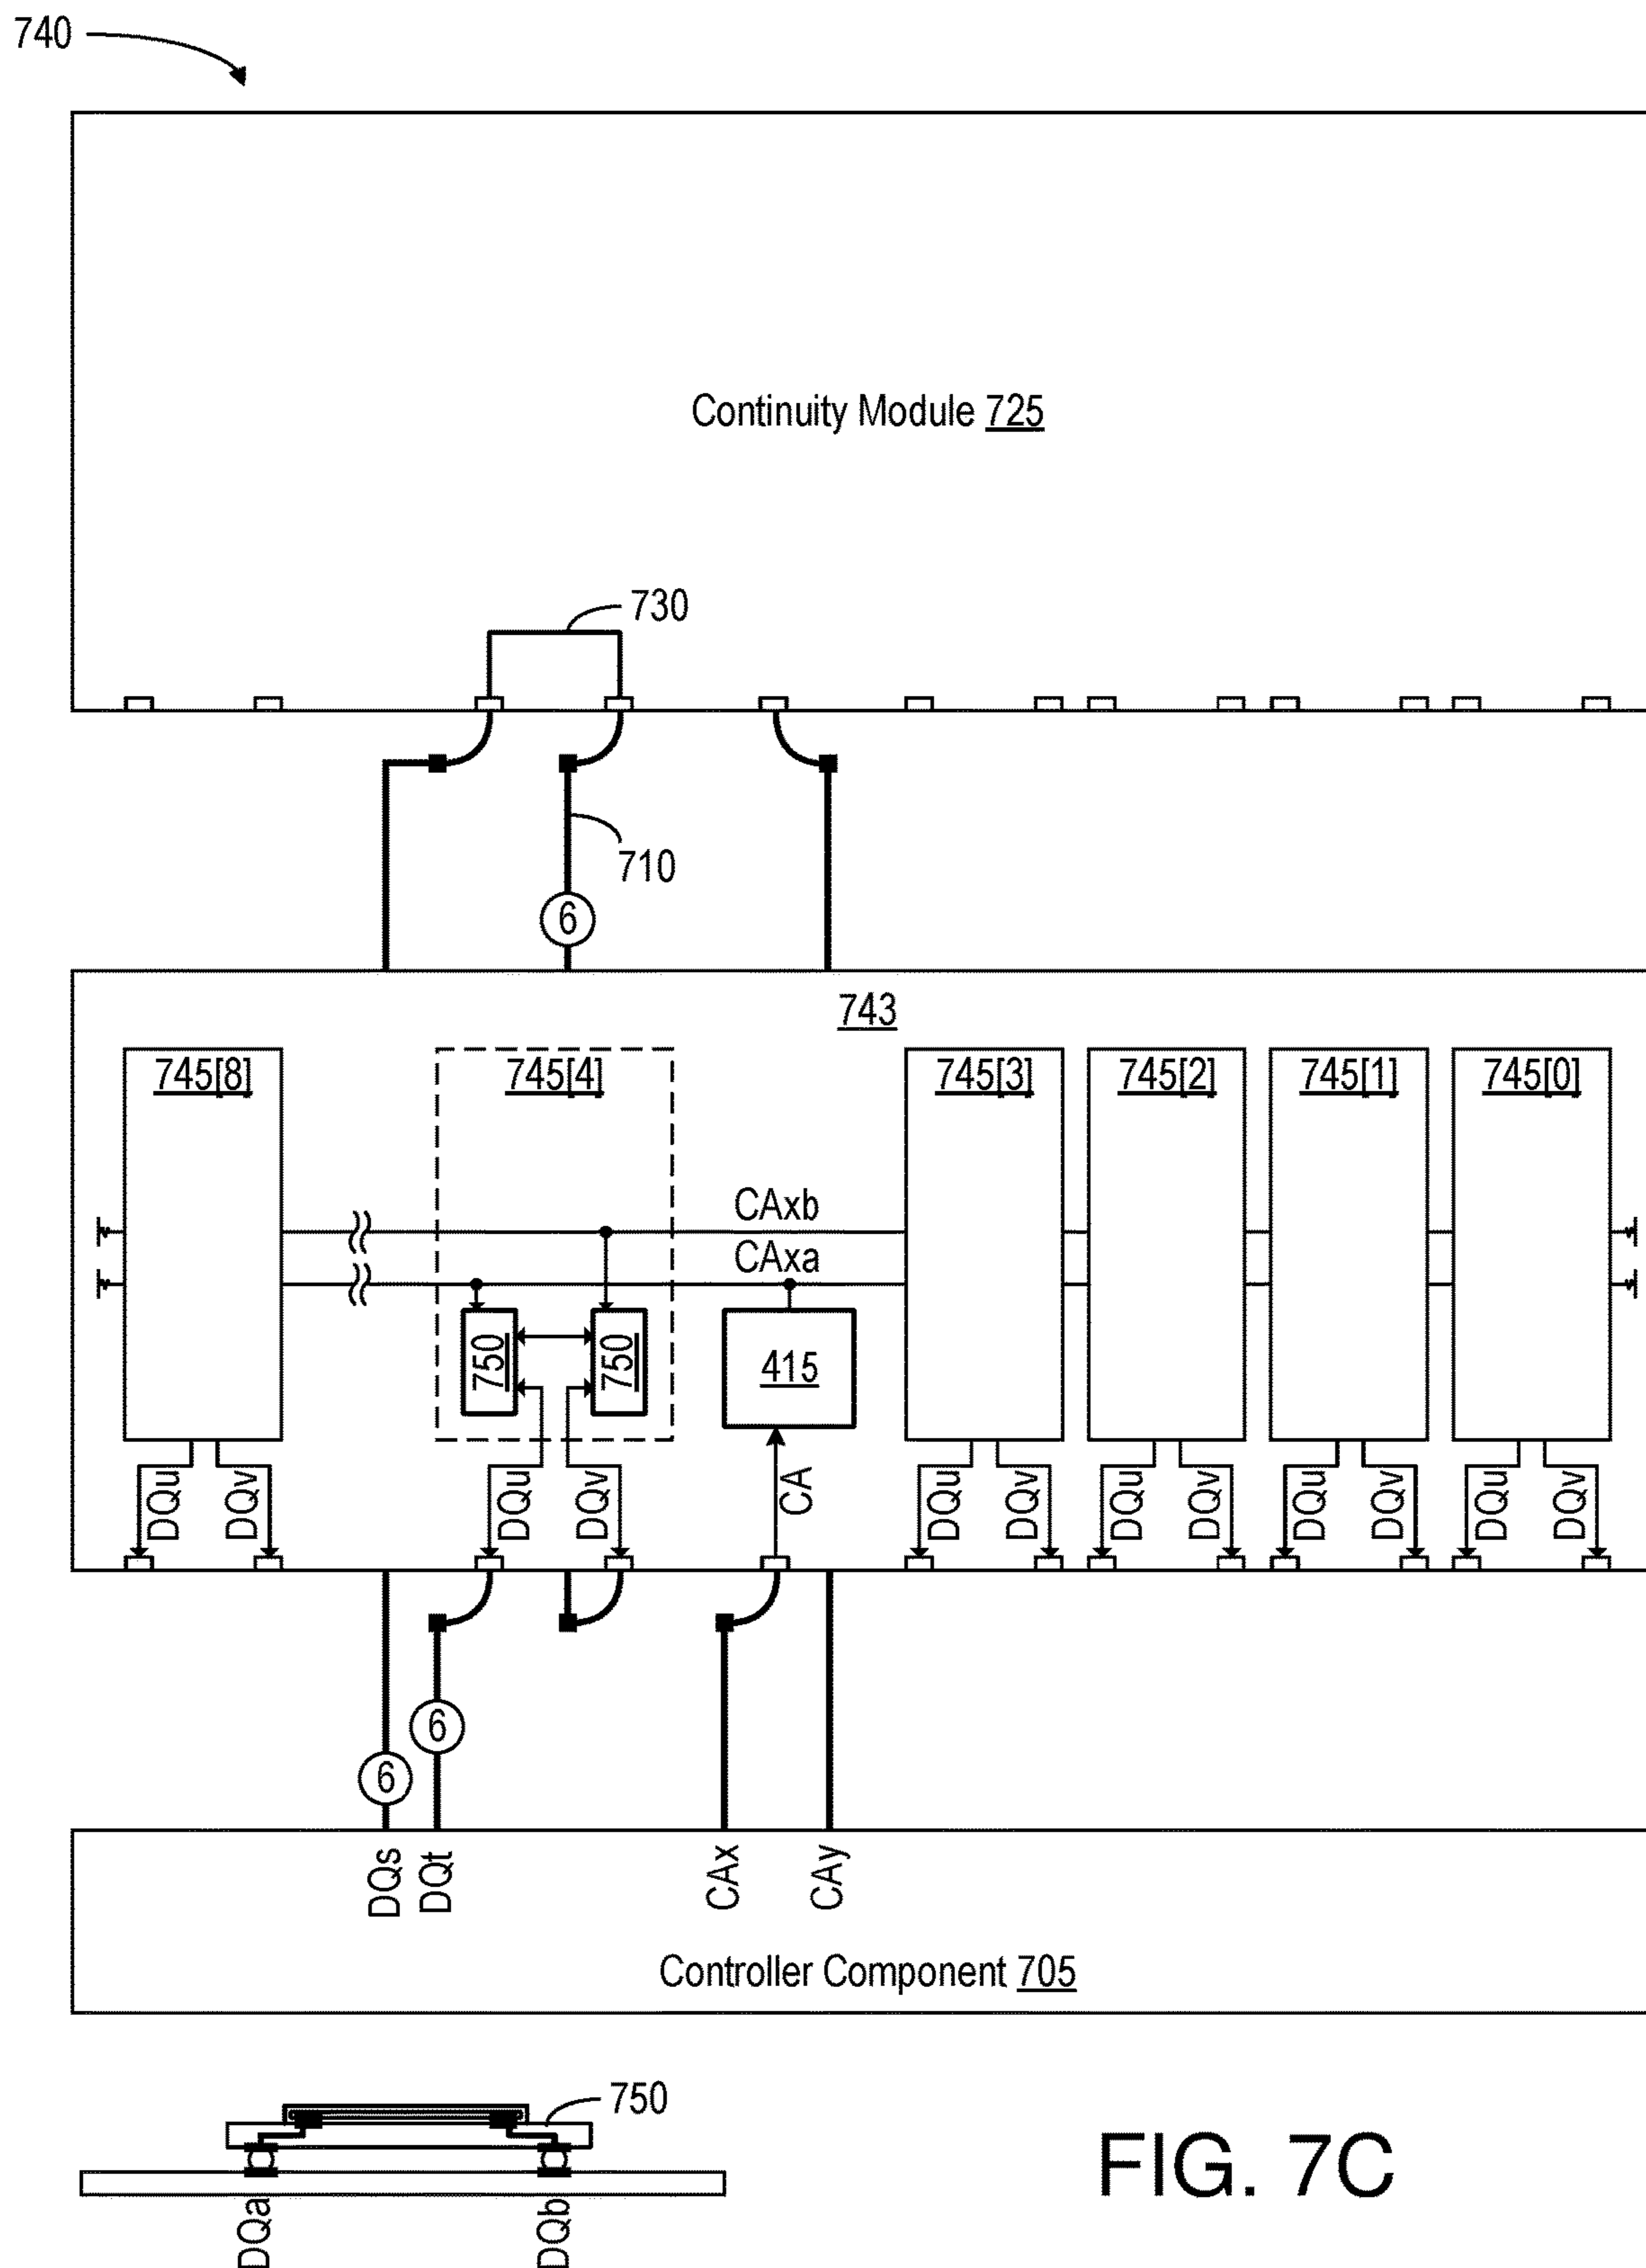 740
Continuity Module 725
730
710
6
743
745[8] 745[4] 745[3] 745[2] 745[1] 745[0]
CAxb
CAxa
750 750 415
DQu DQv DQu DQv CA DQu DQv DQu DQv DQu DQv DQu DQv
6
6
DQs DQt CAx CAy
Controller Component 705
750
DQa DQb
FIG. 7C